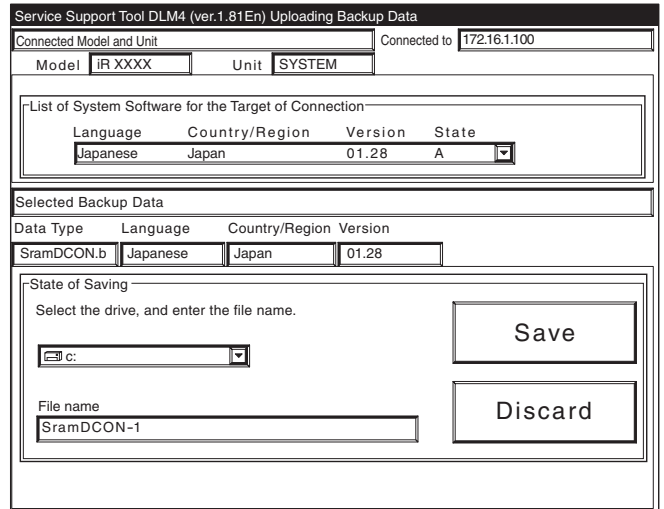 Service Support Tool DLM4 (ver.1.81En) Uploading Backup Data
Connected Model and Unit Connected to 172.16.1.100
Model iR XXXX Unit SYSTEM
List of System Software for the Target of Connection
Language Country/Region Version State
Japanese Japan 01.28 A
Selected Backup Data
Data Type Language Country/Region Version
SramDCON.b Japanese Japan 01.28
State of Saving
Select the drive, and enter the file name.
Save
c:
Discard
File name
SramDCON-1